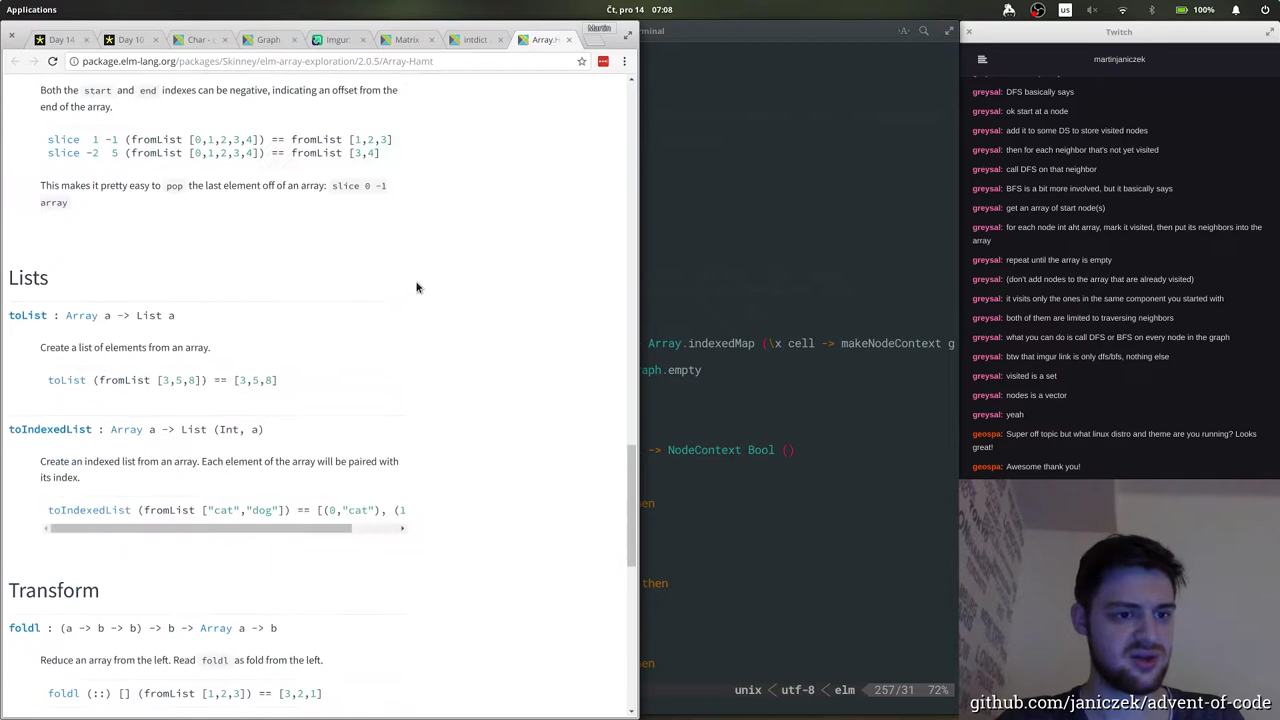 Applications
Čt, pro 14 07:08
us
100%
Martin
Day 14
Day 10
Char -
Graph
Imgur:
Matrix
intdict
Array.H
package.elm-lang.org/packages/Skinney/elm-array-exploration/2.0.5/Array-Hamt
Both the start and end indexes can be negative, indicating an offset from the
end of the array.
slice 1 -1 (fromList [0,1,2,3,4]) == fromList [1,2,3]
slice -2 5 (fromList [0,1,2,3,4]) == fromList [3,4]
This makes it pretty easy to pop the last element off of an array: slice 0 -1
array
Lists
toList : Array a -> List a
Create a list of elements from an array.
toList (fromList [3,5,8]) == [3,5,8]
toIndexedList : Array a -> List (Int, a)
Create an indexed list from an array. Each element of the array will be paired with
its index.
toIndexedList (fromList ["cat","dog"]) == [(0,"cat"), (1
Transform
foldl : (a -> b -> b) -> b -> Array a -> b
Reduce an array from the left. Read foldl as fold from the left.
foldl (::) [] (fromList [1,2,3]) == [3,2,1]
minal
Array.indexedMap (\x cell -> makeNodeContext g
aph.empty
-> NodeContext Bool ()
en
then
en
unix < utf-8 < elm 257/31 72%
Twitch
martinjaniczek
greysal: DFS basically says
greysal: ok start at a node
greysal: add it to some DS to store visited nodes
greysal: then for each neighbor that's not yet visited
greysal: call DFS on that neighbor
greysal: BFS is a bit more involved, but it basically says
greysal: get an array of start node(s)
greysal: for each node int aht array, mark it visited, then put its neighbors into the
array
greysal: repeat until the array is empty
greysal: (don't add nodes to the array that are already visited)
greysal: it visits only the ones in the same component you started with
greysal: both of them are limited to traversing neighbors
greysal: what you can do is call DFS or BFS on every node in the graph
greysal: btw that imgur link is only dfs/bfs, nothing else
greysal: visited is a set
greysal: nodes is a vector
greysal: yeah
geospa: Super off topic but what linux distro and theme are you running? Looks
great!
geospa: Awesome thank you!
github.com/janiczek/advent-of-code